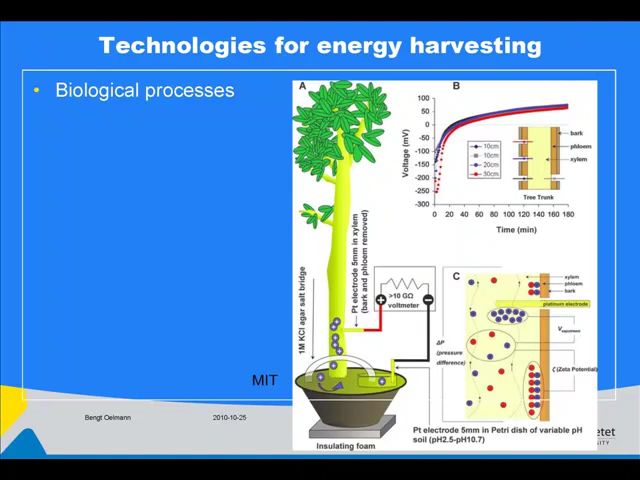 Technologies for energy harvesting
• Biological processes
A
1M KCl agar salt bridge
Pt electrode 5mm in xylem
(bark and phloem removed)
>10 GΩ
voltmeter
+
−
Insulating foam
Pt electrode 5mm in Petri dish of variable pH
soil (pH2.5-pH10.7)
B
Voltage (mV)
100
50
0
-50
-100
-150
-200
-250
-300
0 20 40 60 80 100 120 140 160 180
Time (min)
10cm
10cm
20cm
30cm
bark
phloem
xylem
Tree Trunk
C
xylem
phloem
bark
platinum electrode
ΔP
(pressure
difference)
ζ (Zeta Potential)
MIT
Bengt Oelmann
2010-10-25
etet
SITY